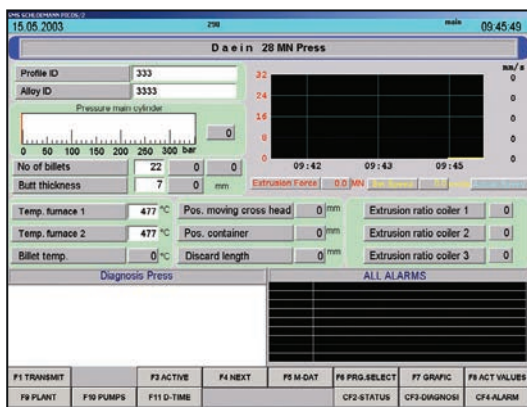 SMS SCHLOEMANN PICOS/2
15.05.2003 290 main 09:45:49
Daein 28 MN Press
Profile ID 333
Alloy ID 3333
Pressure main cylinder
0
0 50 100 150 200 250 300 bar
No of billets 22 0 0
Butt thickness 7 0 mm
mm/s
32 0
24 0
16 0
8 0
0 0
09:42 09:43 09:45
Extrusion Force 0.0 MN
Temp. furnace 1 477 °C Pos. moving cross head 0 mm Extrusion ratio coiler 1 0
Temp. furnace 2 477 °C Pos. container 0 mm Extrusion ratio coiler 2 0
Billet temp. 0 °C Discard length 0 mm Extrusion ratio coiler 3 0
Diagnosis Press ALL ALARMS
F1 TRANSMIT F3 ACTIVE F4 NEXT F5 M-DAT F6 PRG.SELECT F7 GRAFIC F8 ACT VALUES
F9 PLANT F10 PUMPS F11 D-TIME CF2-STATUS CF3-DIAGNOSI CF4-ALARM